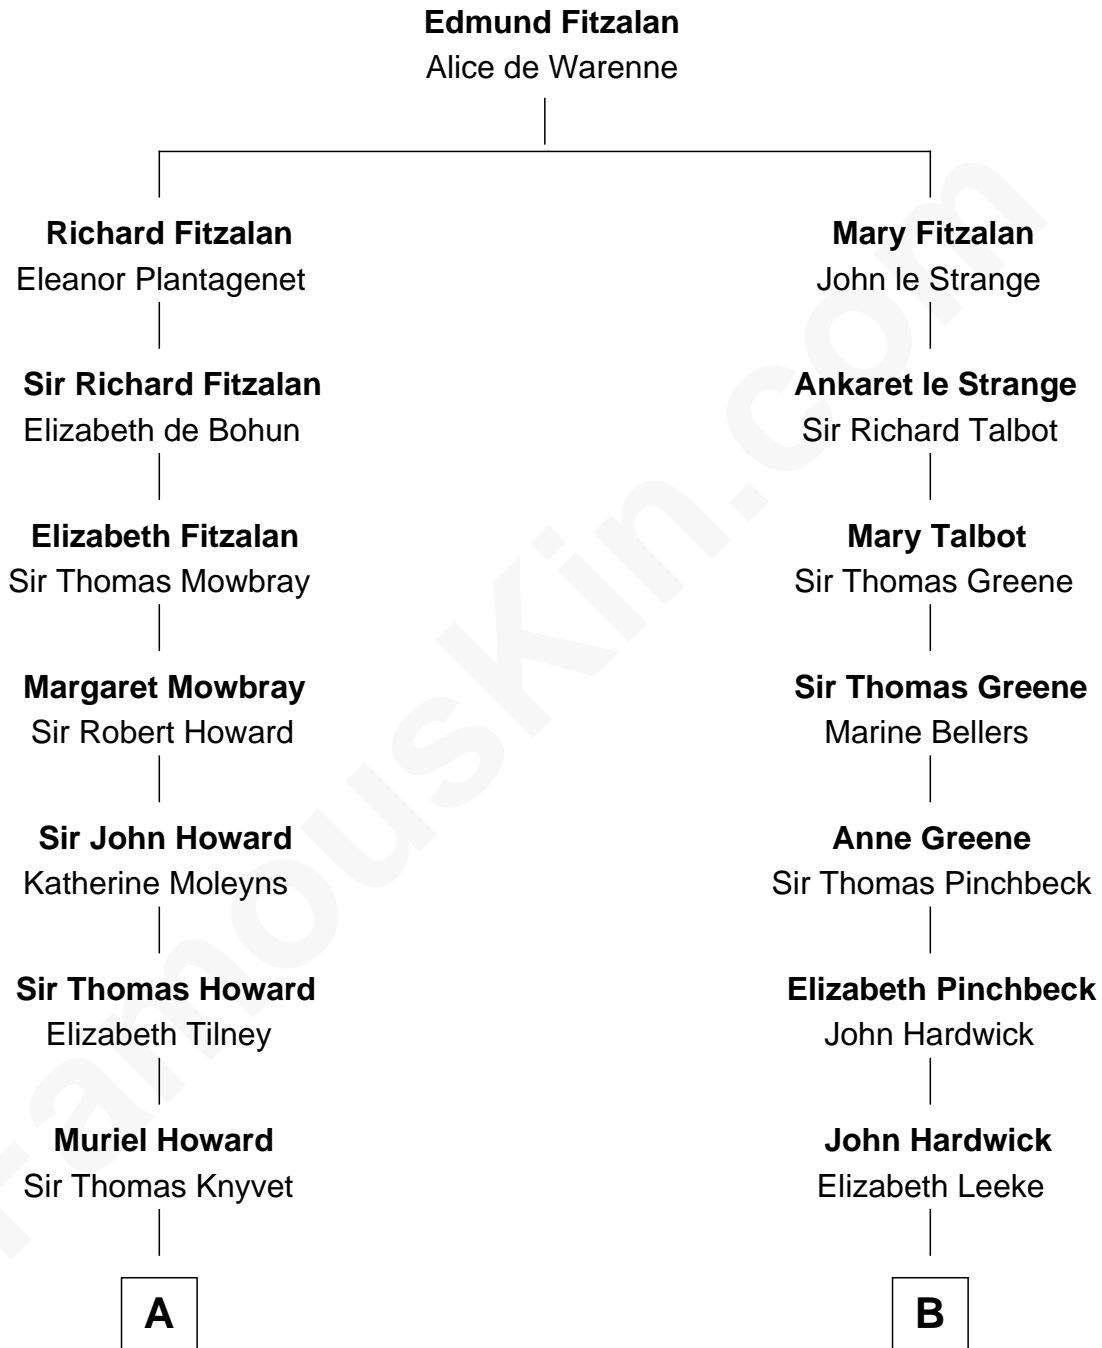 Edmund Fitzalan
Alice de Warenne
Richard Fitzalan
Eleanor Plantagenet
Mary Fitzalan
John le Strange
Sir Richard Fitzalan
Elizabeth de Bohun
Ankaret le Strange
Sir Richard Talbot
Elizabeth Fitzalan
Sir Thomas Mowbray
Mary Talbot
Sir Thomas Greene
Margaret Mowbray
Sir Robert Howard
Sir Thomas Greene
Marine Bellers
Sir John Howard
Katherine Moleyns
Anne Greene
Sir Thomas Pinchbeck
Sir Thomas Howard
Elizabeth Tilney
Elizabeth Pinchbeck
John Hardwick
Muriel Howard
Sir Thomas Knyvet
John Hardwick
Elizabeth Leeke
A
B
FamousKin.com